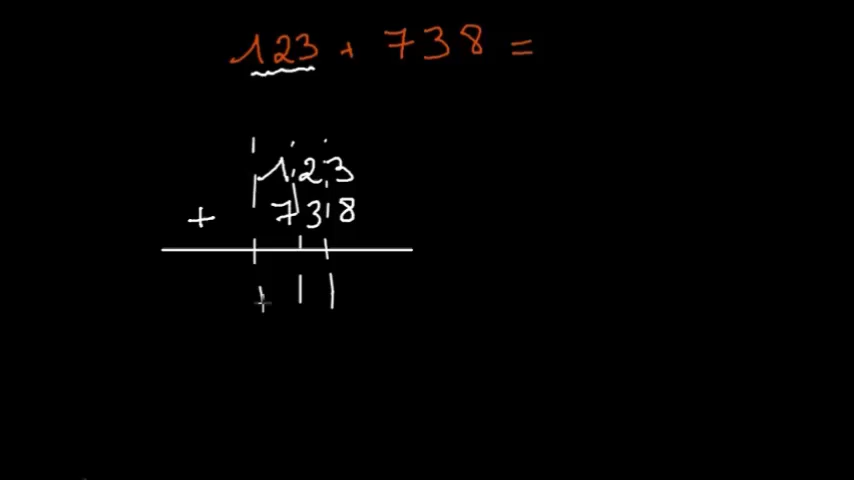 123 + 738 =
123
+ 738